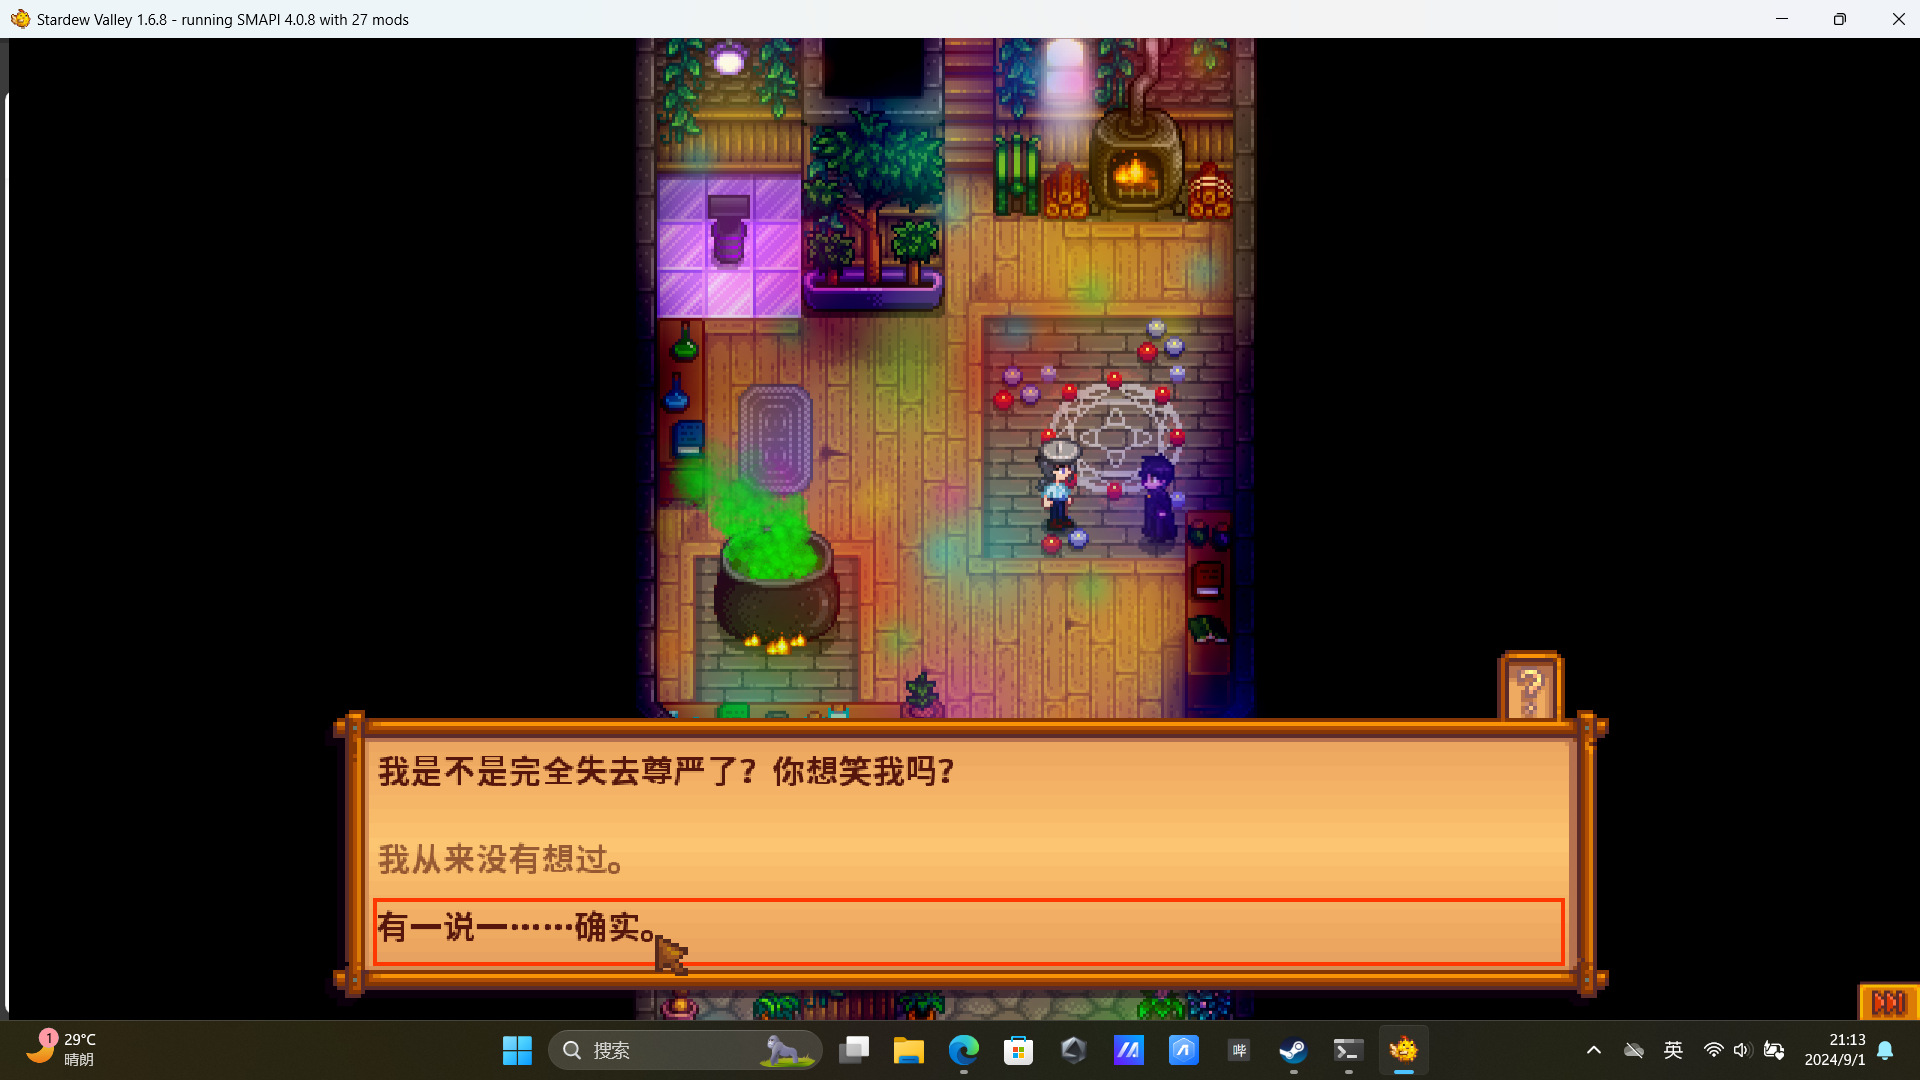 Stardew Valley 1.6.8 - running SMAPI 4.0.8 with 27 mods
?
我是不是完全失去尊严了？你想笑我吗？
我从来没有想过。
有一说一……确实。
1
29°C
晴朗
搜索
哔
英
21:13
2024/9/1